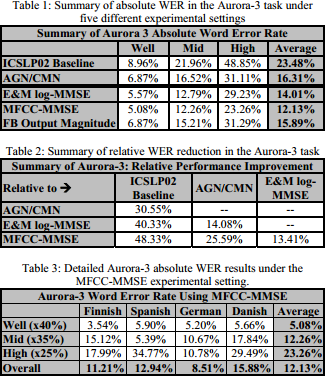 Table 1: Summary of absolute WER in the Aurora-3 task under
five different experimental settings
Summary of Aurora 3 Absolute Word Error Rate
Well Mid High Average
ICSLP02 Baseline 8.96% 21.96% 48.85% 23.48%
AGN/CMN 6.87% 16.52% 31.11% 16.31%
E&M log-MMSE 5.57% 12.79% 29.23% 14.01%
MFCC-MMSE 5.08% 12.26% 23.26% 12.13%
FB Output Magnitude 6.87% 15.21% 31.29% 15.89%
Table 2: Summary of relative WER reduction in the Aurora-3 task
Summary of Aurora-3: Relative Performance Improvement
Relative to → ICSLP02 Baseline AGN/CMN E&M log-MMSE
AGN/CMN 30.55% -- --
E&M log-MMSE 40.33% 14.08% --
MFCC-MMSE 48.33% 25.59% 13.41%
Table 3: Detailed Aurora-3 absolute WER results under the
MFCC-MMSE experimental setting.
Aurora-3 Word Error Rate Using MFCC-MMSE
Finnish Spanish German Danish Average
Well (x40%) 3.54% 5.90% 5.20% 5.66% 5.08%
Mid (x35%) 15.12% 5.39% 10.67% 17.84% 12.26%
High (x25%) 17.99% 34.77% 10.78% 29.49% 23.26%
Overall 11.21% 12.94% 8.51% 15.88% 12.13%